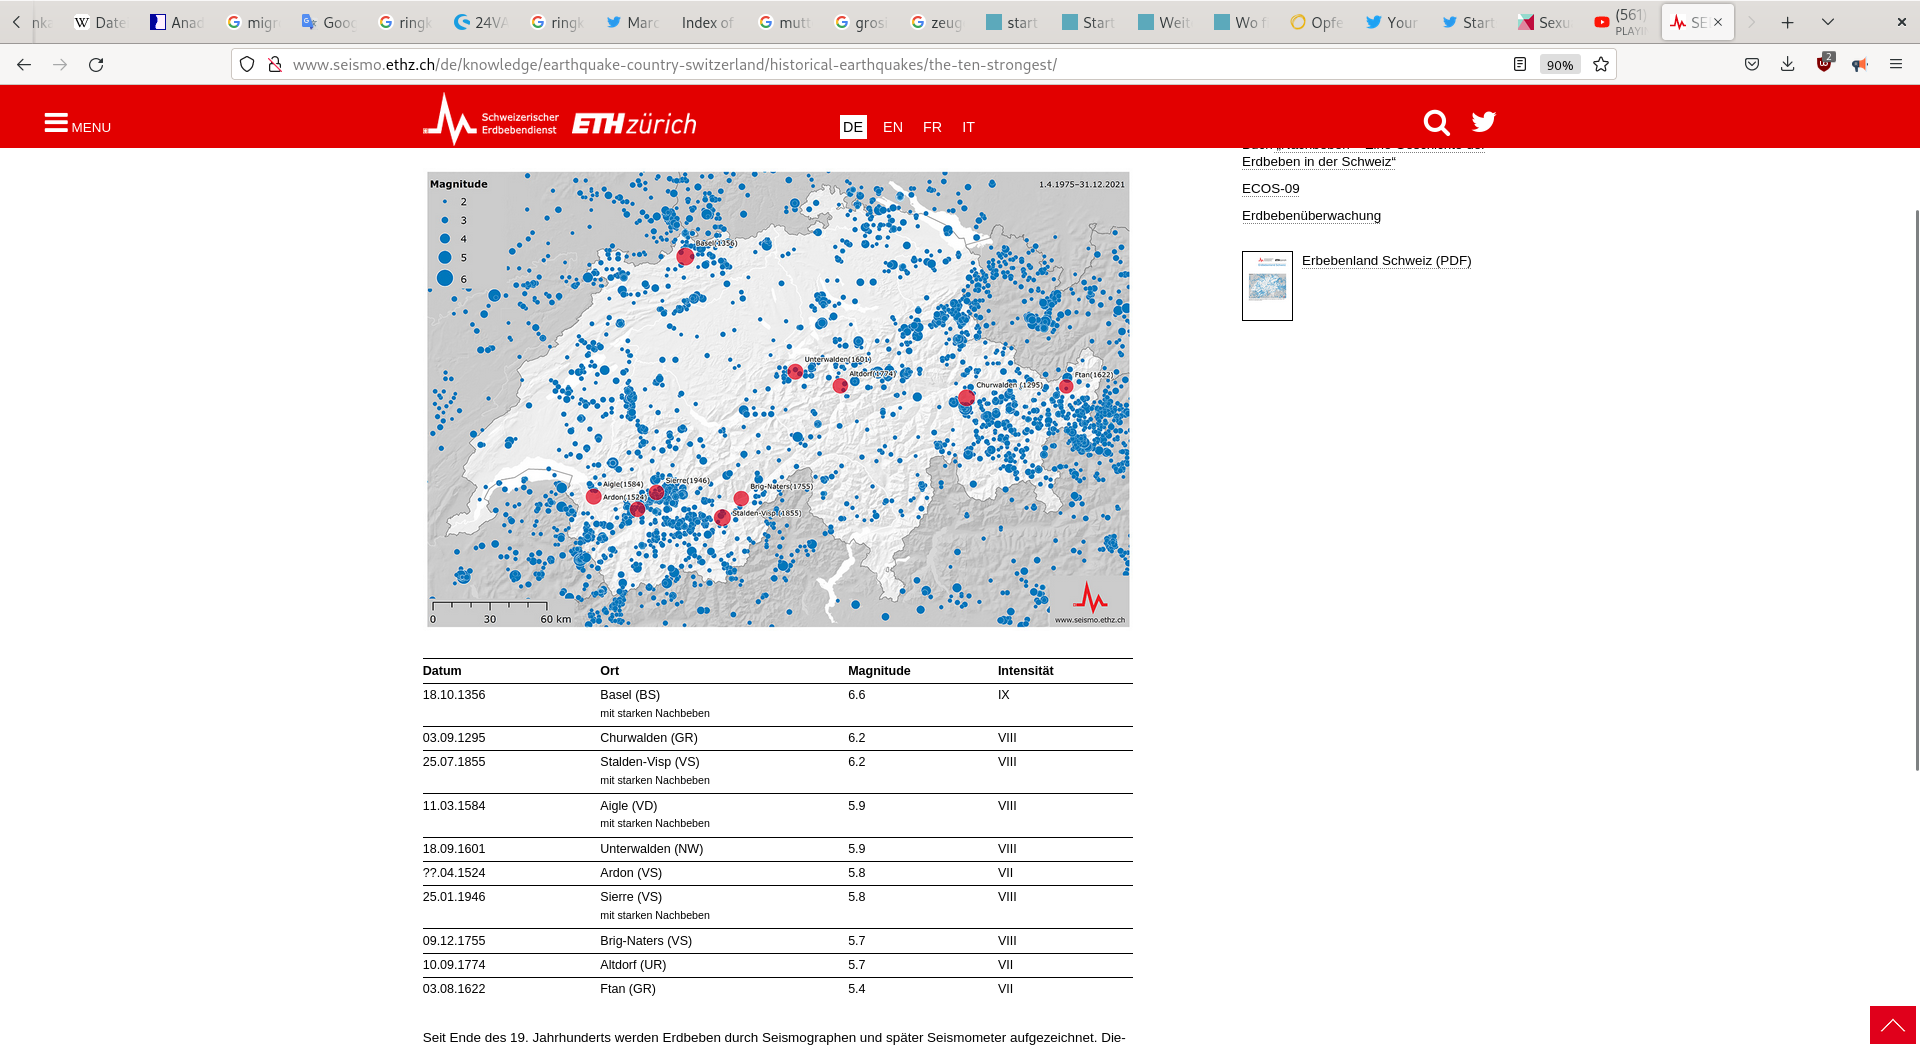 Date
Anad
migr
Goog
ringk
24VA
ringk
Marc
Index of
mutt
gros
zeug
start
Start
Weit
Wo f
Opfe
Your
Start
Sexu
(561)
PLAYI
SE
www.seismo.ethz.ch/de/knowledge/earthquake-country-switzerland/historical-earthquakes/the-ten-strongest/
90%
2
MENU
Schweizerischer
Erdbebendienst
ETH zürich
DE EN FR IT
Erdbeben in der Schweiz“
ECOS-09
Erdbebenüberwachung
Erbebenland Schweiz (PDF)
Magnitude
1.4.1975–31.12.2021
2
3
4
5
6
Basel(1356)
Unterwalden(1601)
Altdorf(1774)
Churwalden (1295)
Ftan(1622)
Aigle(1584)
Sierre(1946)
Ardon(1524)
Brig-Naters(1755)
Stalden-Visp (1855)
0 30 60 km
www.seismo.ethz.ch
Datum Ort Magnitude Intensität
18.10.1356 Basel (BS) 6.6 IX
mit starken Nachbeben
03.09.1295 Churwalden (GR) 6.2 VIII
25.07.1855 Stalden-Visp (VS) 6.2 VIII
mit starken Nachbeben
11.03.1584 Aigle (VD) 5.9 VIII
mit starken Nachbeben
18.09.1601 Unterwalden (NW) 5.9 VIII
??.04.1524 Ardon (VS) 5.8 VII
25.01.1946 Sierre (VS) 5.8 VIII
mit starken Nachbeben
09.12.1755 Brig-Naters (VS) 5.7 VIII
10.09.1774 Altdorf (UR) 5.7 VII
03.08.1622 Ftan (GR) 5.4 VII
Seit Ende des 19. Jahrhunderts werden Erdbeben durch Seismographen und später Seismometer aufgezeichnet. Die-